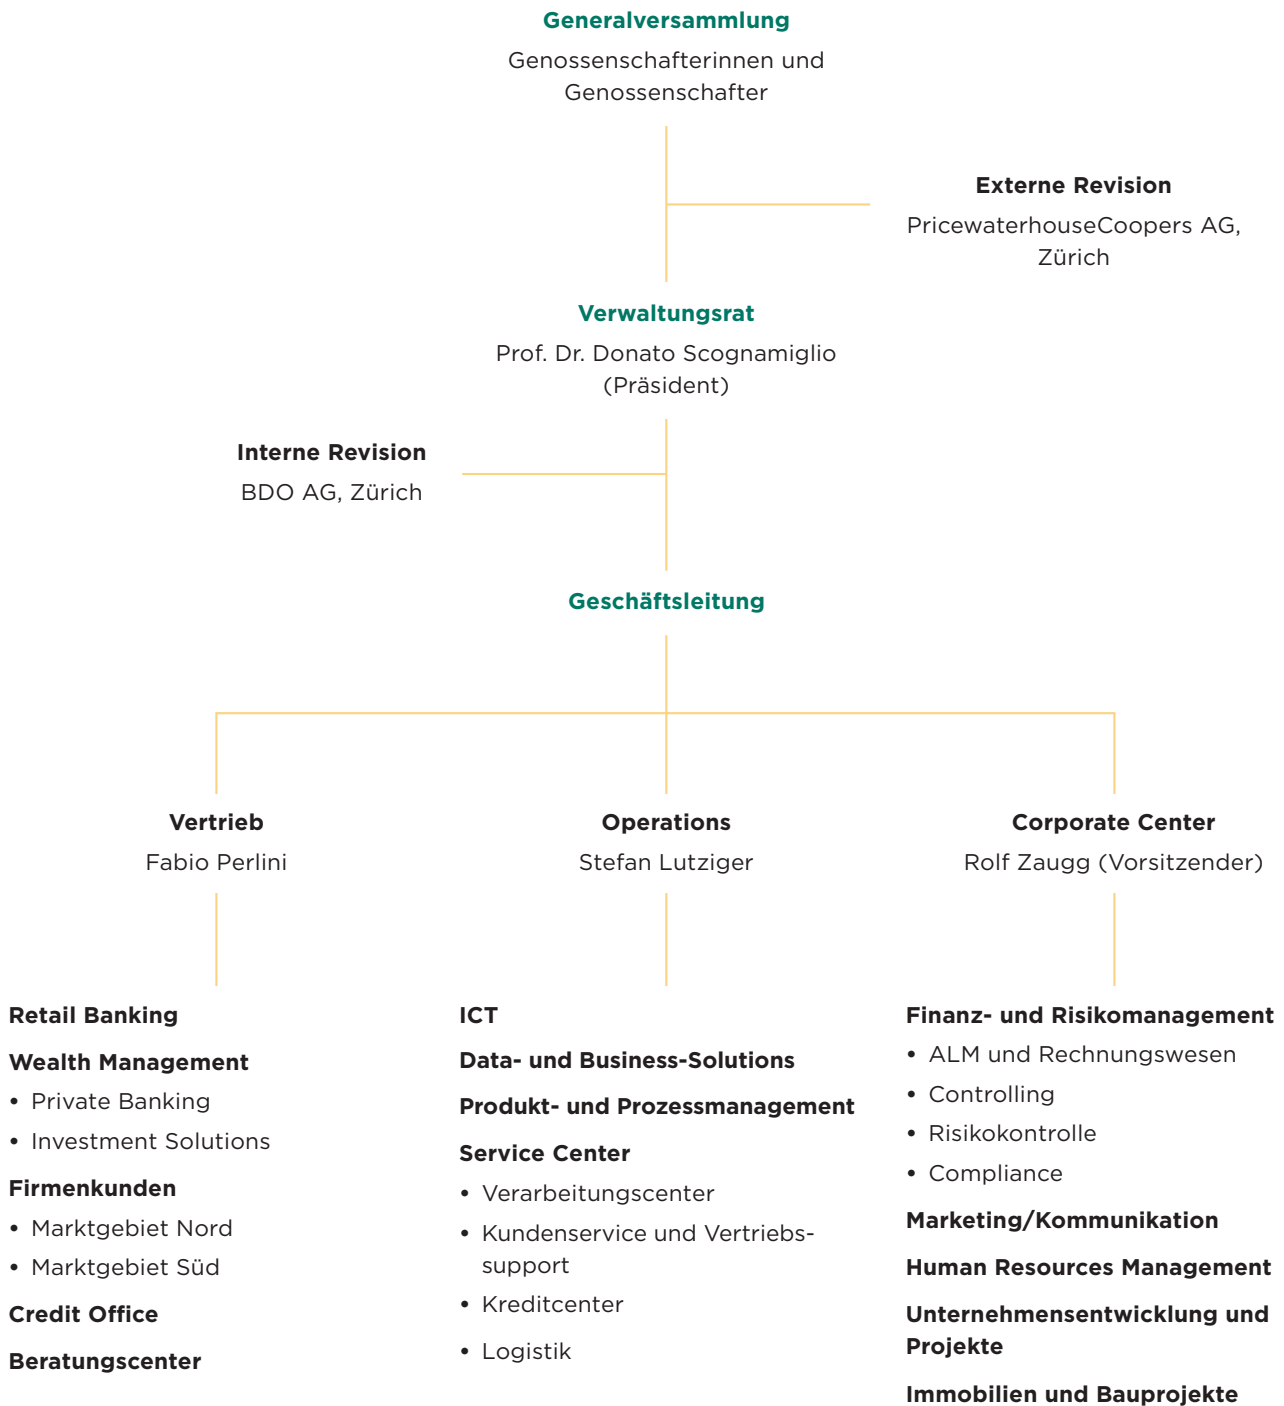 Generalversammlung
Genossenschafterinnen und
Genossenschafter
Externe Revision
PricewaterhouseCoopers AG,
Zürich
Verwaltungsrat
Prof. Dr. Donato Scognamiglio
(Präsident)
Interne Revision
BDO AG, Zürich
Geschäftsleitung
Vertrieb
Fabio Perlini
Operations
Stefan Lutziger
Corporate Center
Rolf Zaugg (Vorsitzender)
Retail Banking
Wealth Management
• Private Banking
• Investment Solutions
Firmenkunden
• Marktgebiet Nord
• Marktgebiet Süd
Credit Office
Beratungscenter
ICT
Data- und Business-Solutions
Produkt- und Prozessmanagement
Service Center
• Verarbeitungscenter
• Kundenservice und Vertriebs-
support
• Kreditcenter
• Logistik
Finanz- und Risikomanagement
• ALM und Rechnungswesen
• Controlling
• Risikokontrolle
• Compliance
Marketing/Kommunikation
Human Resources Management
Unternehmensentwicklung und
Projekte
Immobilien und Bauprojekte